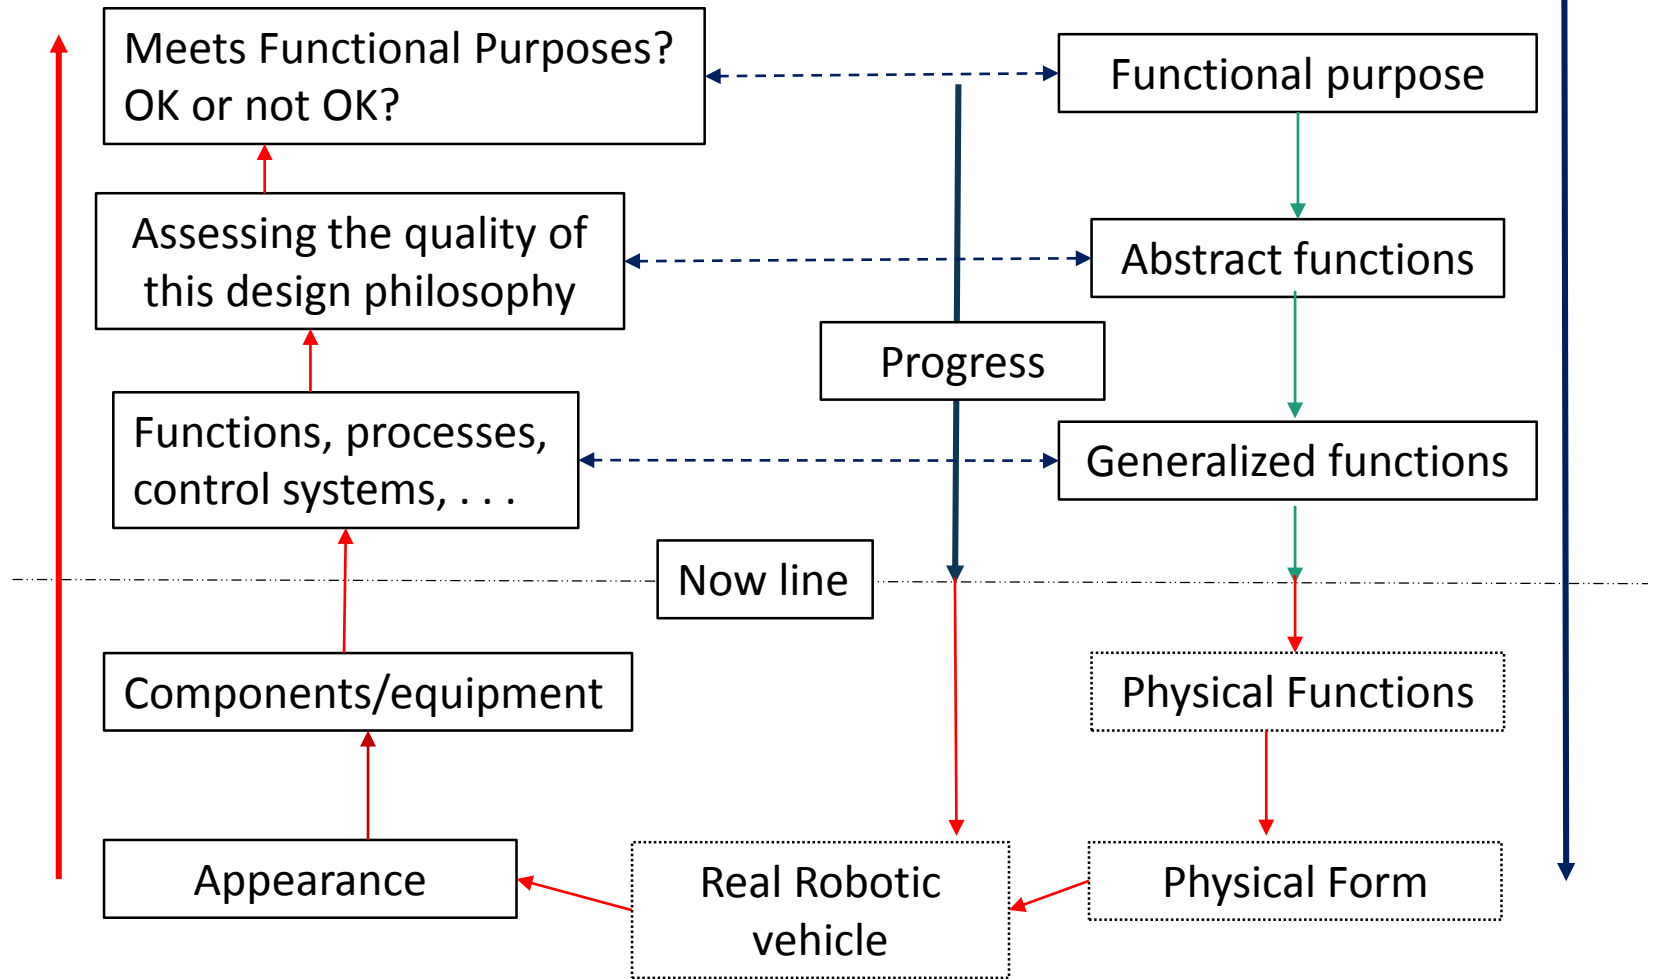 Meets Functional Purposes?
OK or not OK?
Functional purpose
Assessing the quality of
this design philosophy
Abstract functions
Progress
Functions, processes,
control systems, . . .
Generalized functions
Now line
Components/equipment
Physical Functions
Appearance
Real Robotic
vehicle
Physical Form